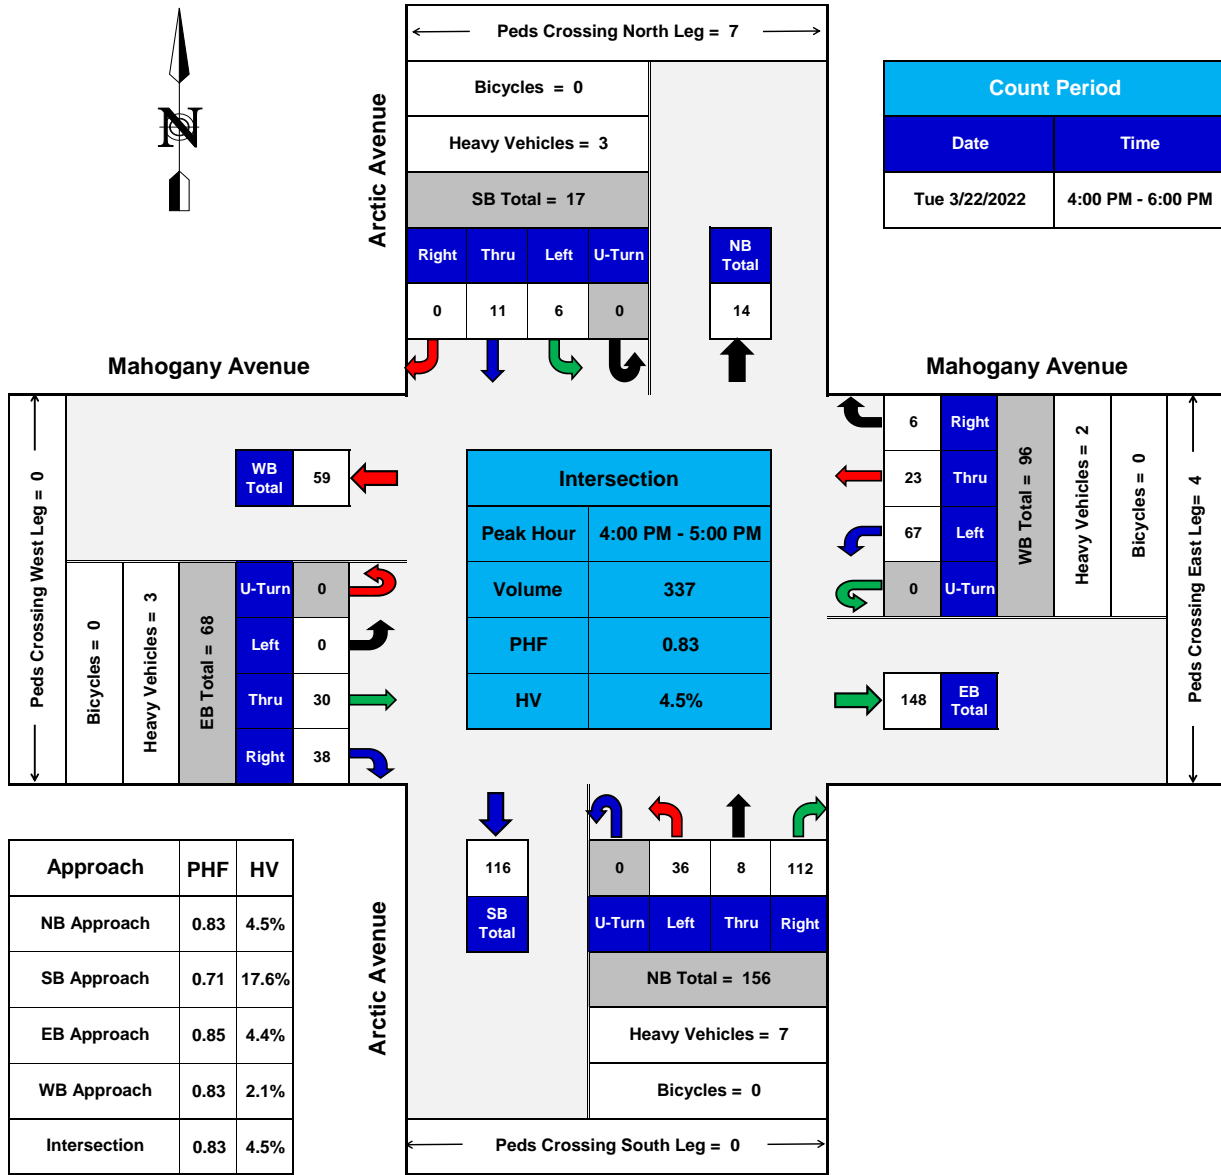 Peds Crossing North Leg = 7
N
Arctic Avenue
Bicycles = 0
Heavy Vehicles = 3
SB Total = 17
Right Thru Left U-Turn
0 11 6 0
NB Total
14
Count Period
Date Time
Tue 3/22/2022 4:00 PM - 6:00 PM
Mahogany Avenue
Mahogany Avenue
Peds Crossing West Leg = 0
Bicycles = 0
Heavy Vehicles = 3
EB Total = 68
WB Total
59
U-Turn 0
Left 0
Thru 30
Right 38
Intersection
Peak Hour 4:00 PM - 5:00 PM
Volume 337
PHF 0.83
HV 4.5%
6 Right
23 Thru
67 Left
0 U-Turn
WB Total = 96
Heavy Vehicles = 2
Bicycles = 0
Peds Crossing East Leg= 4
148
EB Total
Approach PHF HV
NB Approach 0.83 4.5%
SB Approach 0.71 17.6%
EB Approach 0.85 4.4%
WB Approach 0.83 2.1%
Intersection 0.83 4.5%
Arctic Avenue
116
SB Total
0 36 8 112
U-Turn Left Thru Right
NB Total = 156
Heavy Vehicles = 7
Bicycles = 0
Peds Crossing South Leg = 0